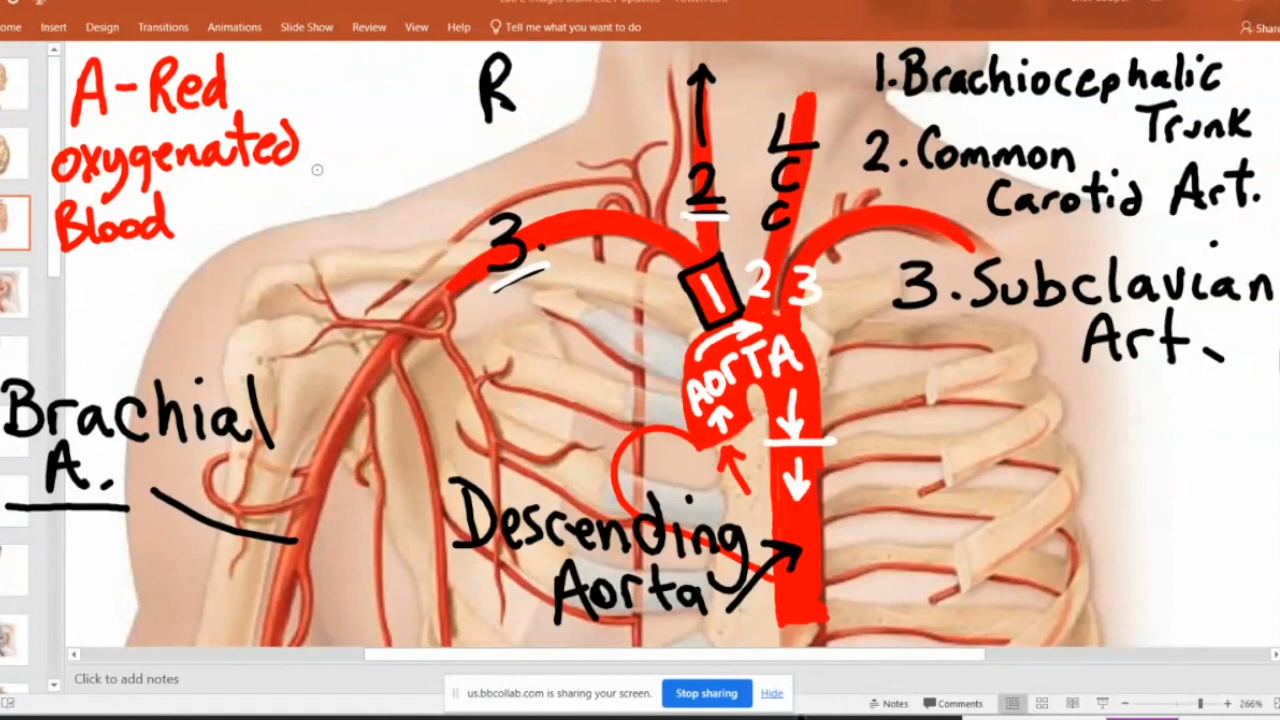 ome Insert Design Transitions Animations Slide Show Review View Help Tell me what you want to do Shar
A-Red
oxygenated
Blood
R
1. Brachiocephalic
Trunk
2. Common
Carotid Art.
3. Subclavian
Art.
L
C
C
2
3.
1
2 3
AORTA
Brachial
A.
Descending
Aorta
Click to add notes
us.bbcollab.com is sharing your screen. Stop sharing Hide
Notes Comments 266%